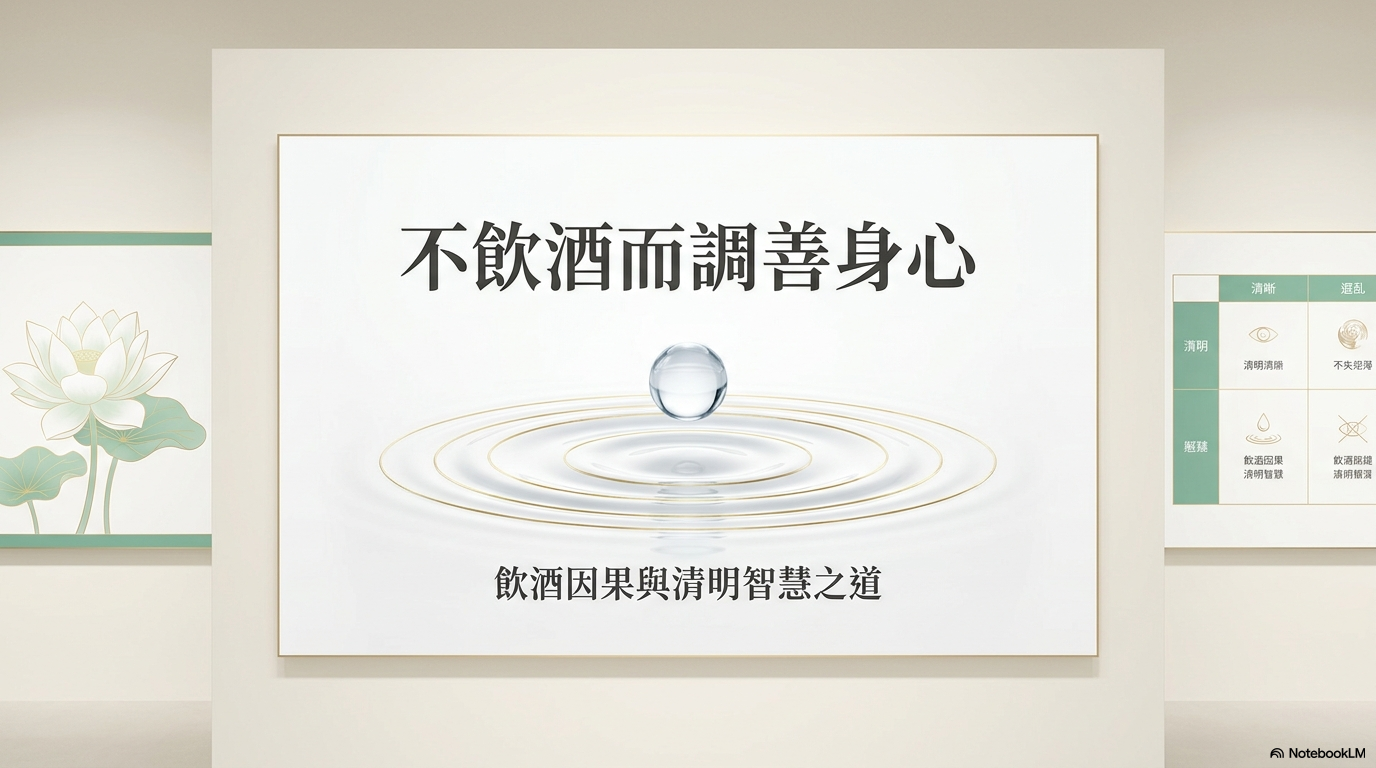 不飲酒而調善身心
飲酒因果與清明智慧之道
清晰
清明
NotebookLM